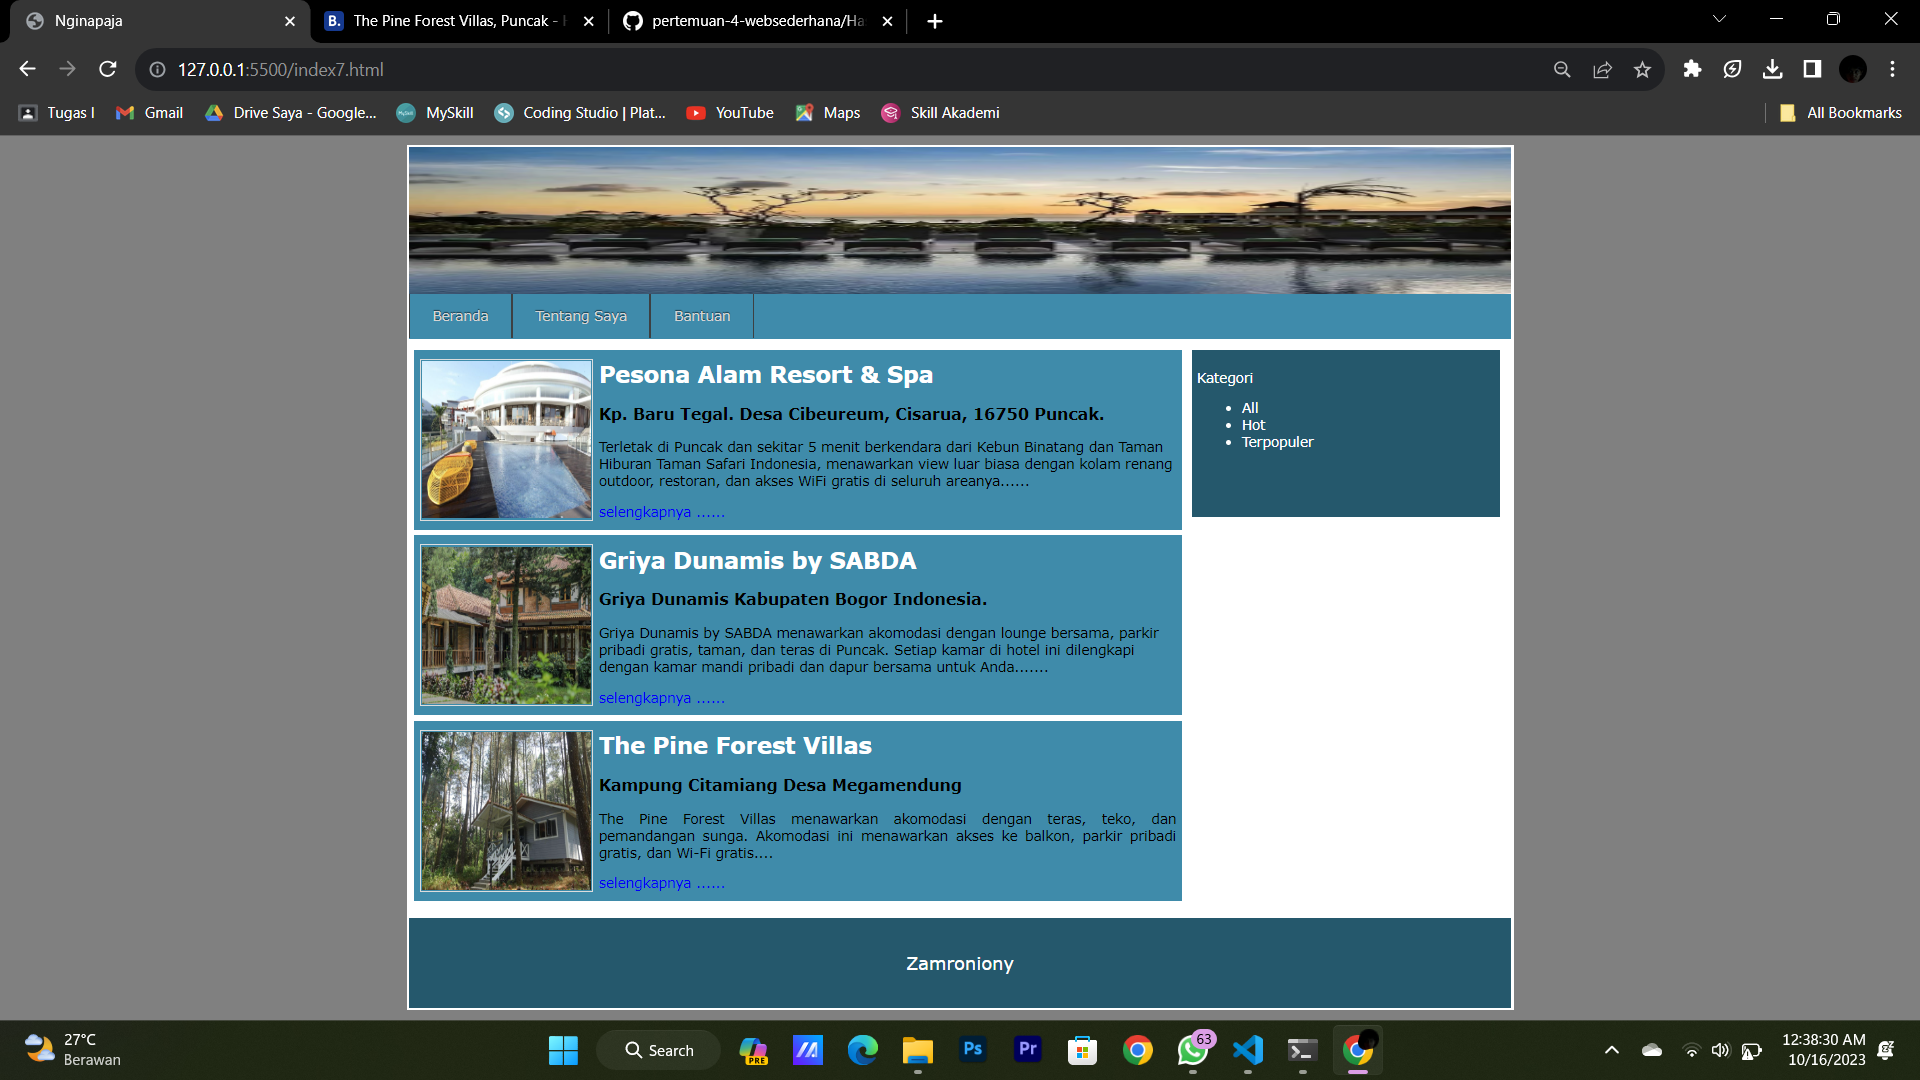 Nginapaja
B. The Pine Forest Villas, Puncak -
pertemuan-4-websederhana/Ha
127.0.0.1:5500/index7.html
Tugas I
Gmail
Drive Saya - Google...
MySkill
Coding Studio | Plat...
YouTube
Maps
Skill Akademi
All Bookmarks
Beranda
Tentang Saya
Bantuan
Pesona Alam Resort & Spa
Kp. Baru Tegal. Desa Cibeureum, Cisarua, 16750 Puncak.
Terletak di Puncak dan sekitar 5 menit berkendara dari Kebun Binatang dan Taman
Hiburan Taman Safari Indonesia, menawarkan view luar biasa dengan kolam renang
outdoor, restoran, dan akses WiFi gratis di seluruh areanya......
selengkapnya ......
Griya Dunamis by SABDA
Griya Dunamis Kabupaten Bogor Indonesia.
Griya Dunamis by SABDA menawarkan akomodasi dengan lounge bersama, parkir
pribadi gratis, taman, dan teras di Puncak. Setiap kamar di hotel ini dilengkapi
dengan kamar mandi pribadi dan dapur bersama untuk Anda.......
selengkapnya ......
The Pine Forest Villas
Kampung Citamiang Desa Megamendung
The Pine Forest Villas menawarkan akomodasi dengan teras, teko, dan
pemandangan sunga. Akomodasi ini menawarkan akses ke balkon, parkir pribadi
gratis, dan Wi-Fi gratis....
selengkapnya ......
Kategori
All
Hot
Terpopuler
Zamroniony
27°C
Berawan
Search
PRE
Ps
Pr
63
12:38:30 AM
10/16/2023